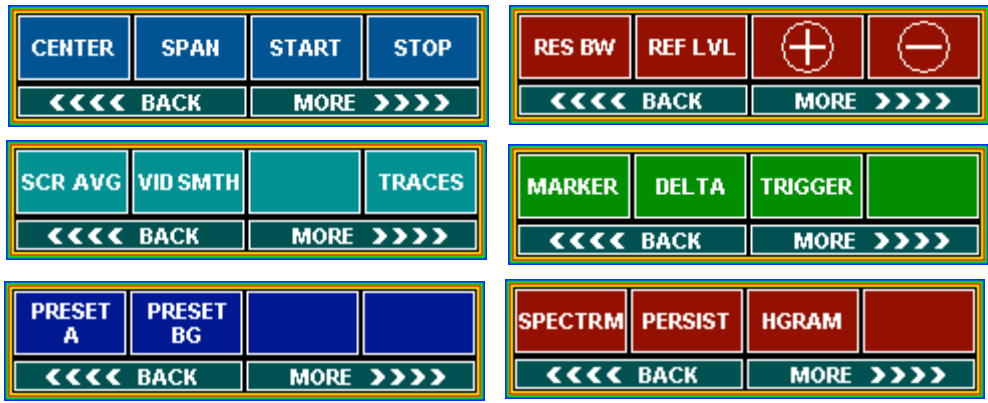 CENTER SPAN START STOP
<<<< BACK MORE >>>>
RES BW REF LVL + −
<<<< BACK MORE >>>>
SCR AVG VID SMTH TRACES
<<<< BACK MORE >>>>
MARKER DELTA TRIGGER
<<<< BACK MORE >>>>
PRESET A PRESET BG
<<<< BACK MORE >>>>
SPECTRM PERSIST HGRAM
<<<< BACK MORE >>>>